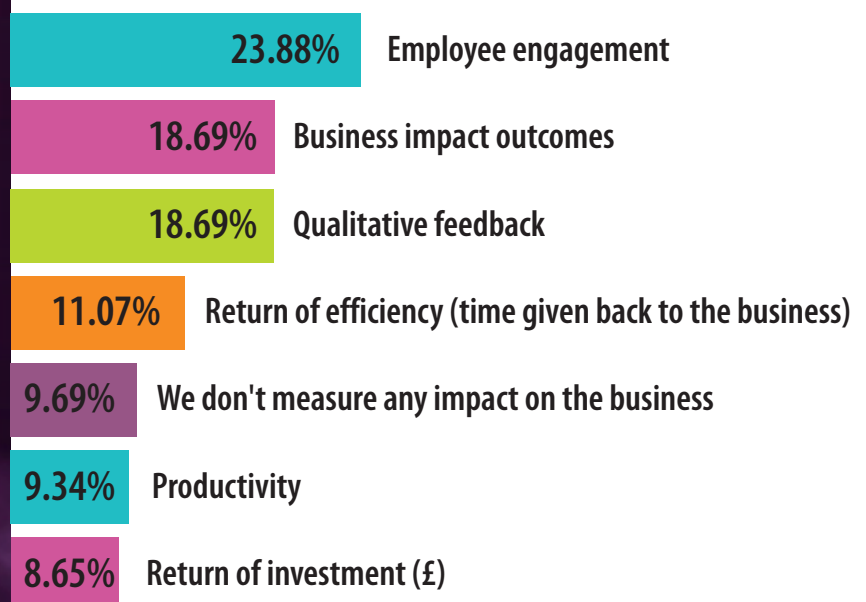 23.88% Employee engagement
18.69% Business impact outcomes
18.69% Qualitative feedback
11.07% Return of efficiency (time given back to the business)
9.69% We don't measure any impact on the business
9.34% Productivity
8.65% Return of investment (£)